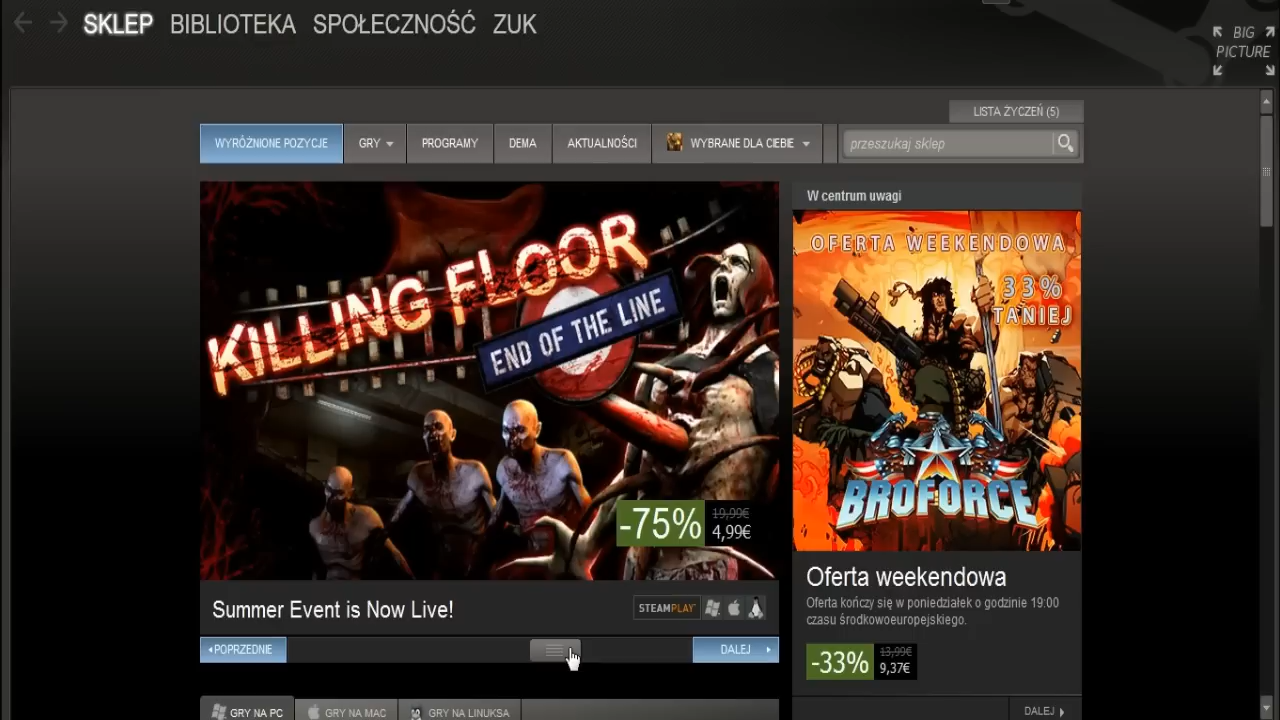 SKLEP BIBLIOTEKA SPOŁECZNOŚĆ ZUK
BIG
PICTURE
LISTA ŻYCZEŃ (5)
WYRÓŻNIONE POZYCJE GRY PROGRAMY DEMA AKTUALNOŚCI WYBRANE DLA CIEBIE przeszukaj sklep
KILLING FLOOR
END OF THE LINE
-75% 19,99€
4,99€
Summer Event is Now Live! STEAMPLAY
POPRZEDNIE DALEJ
GRY NA PC GRY NA MAC GRY NA LINUKSA
W centrum uwagi
OFERTA WEEKENDOWA
33%
TANIEJ
BROFORCE
Oferta weekendowa
Oferta kończy się w poniedziałek o godzinie 19:00
czasu środkowoeuropejskiego.
-33% 13,99€
9,37€
DALEJ